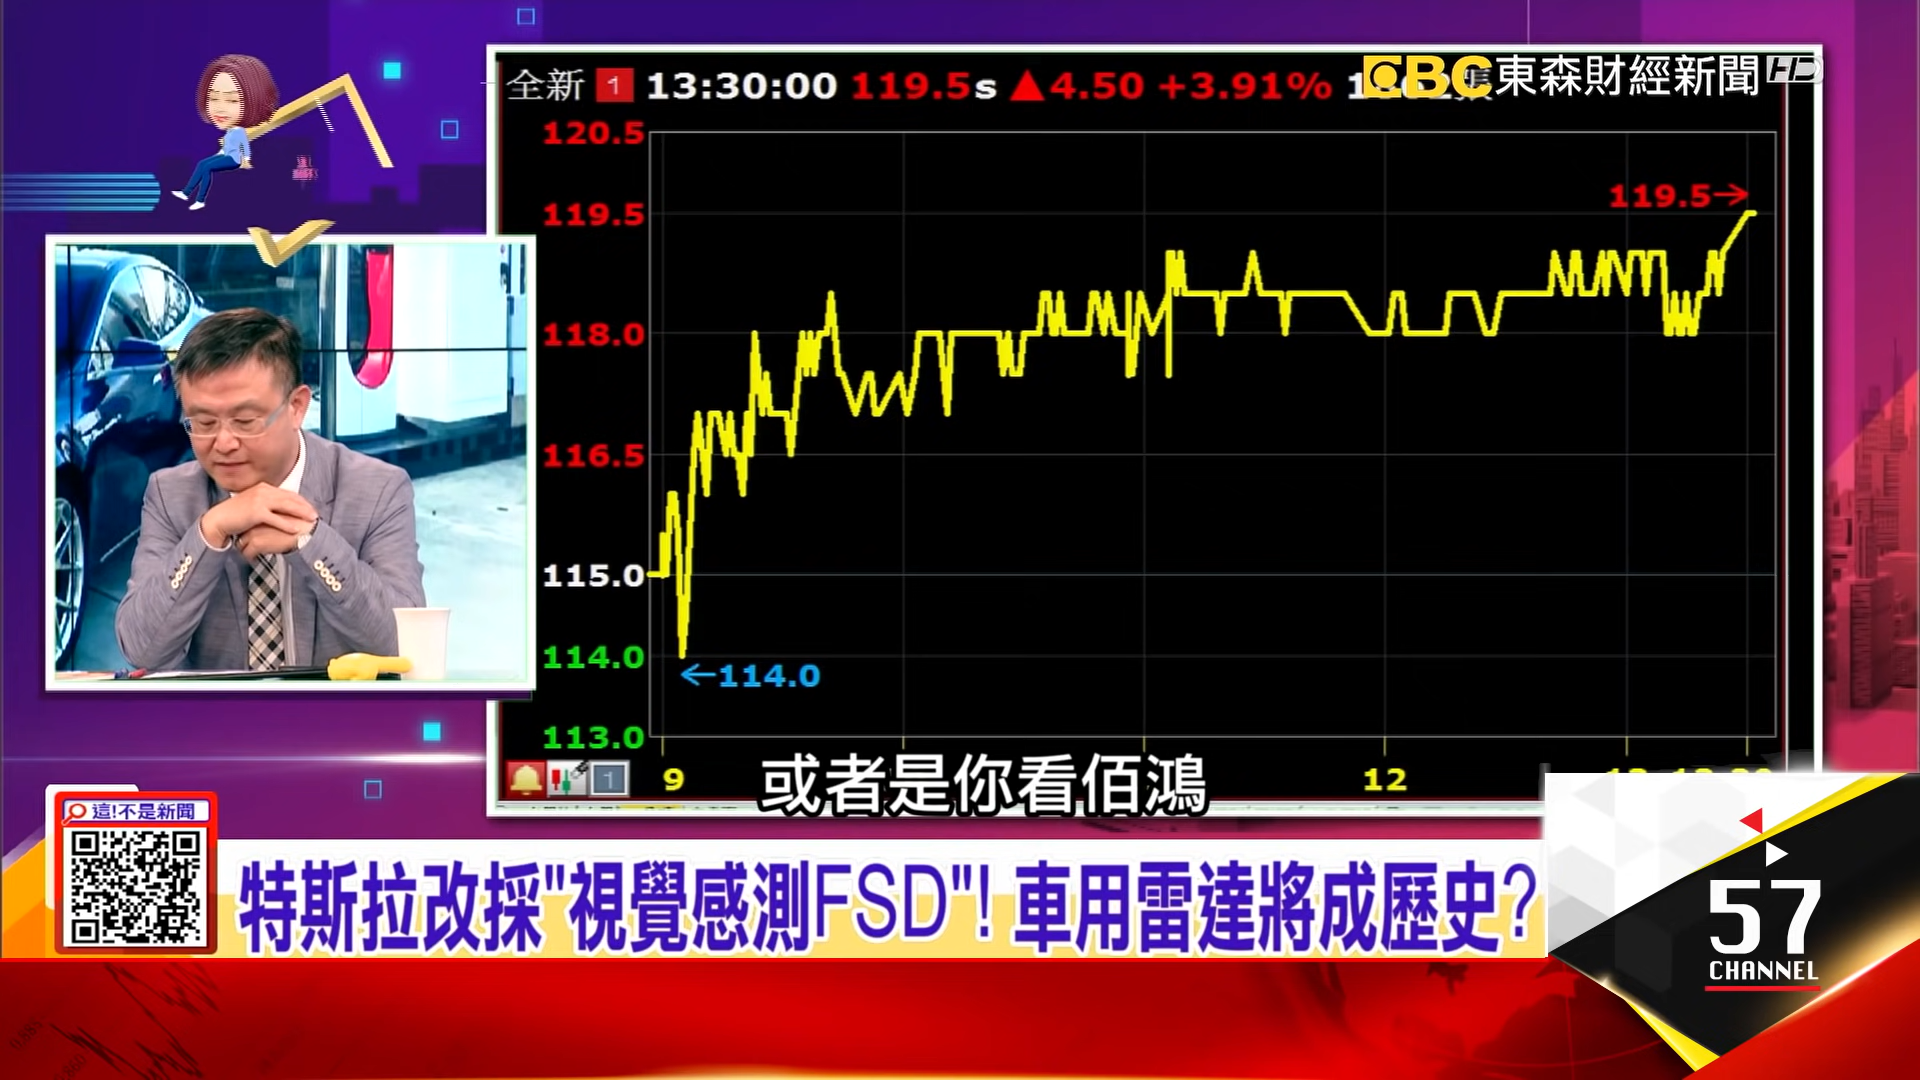 全新 1 13:30:00 119.5s ▲4.50 +3.91%
EBC 東森財經新聞 HD
120.5
119.5
119.5→
118.0
116.5
115.0
114.0
←114.0
113.0
1 9 12
或者是你看佰鴻
這!不是新聞
特斯拉改採"視覺感測FSD"! 車用雷達將成歷史?
57
CHANNEL